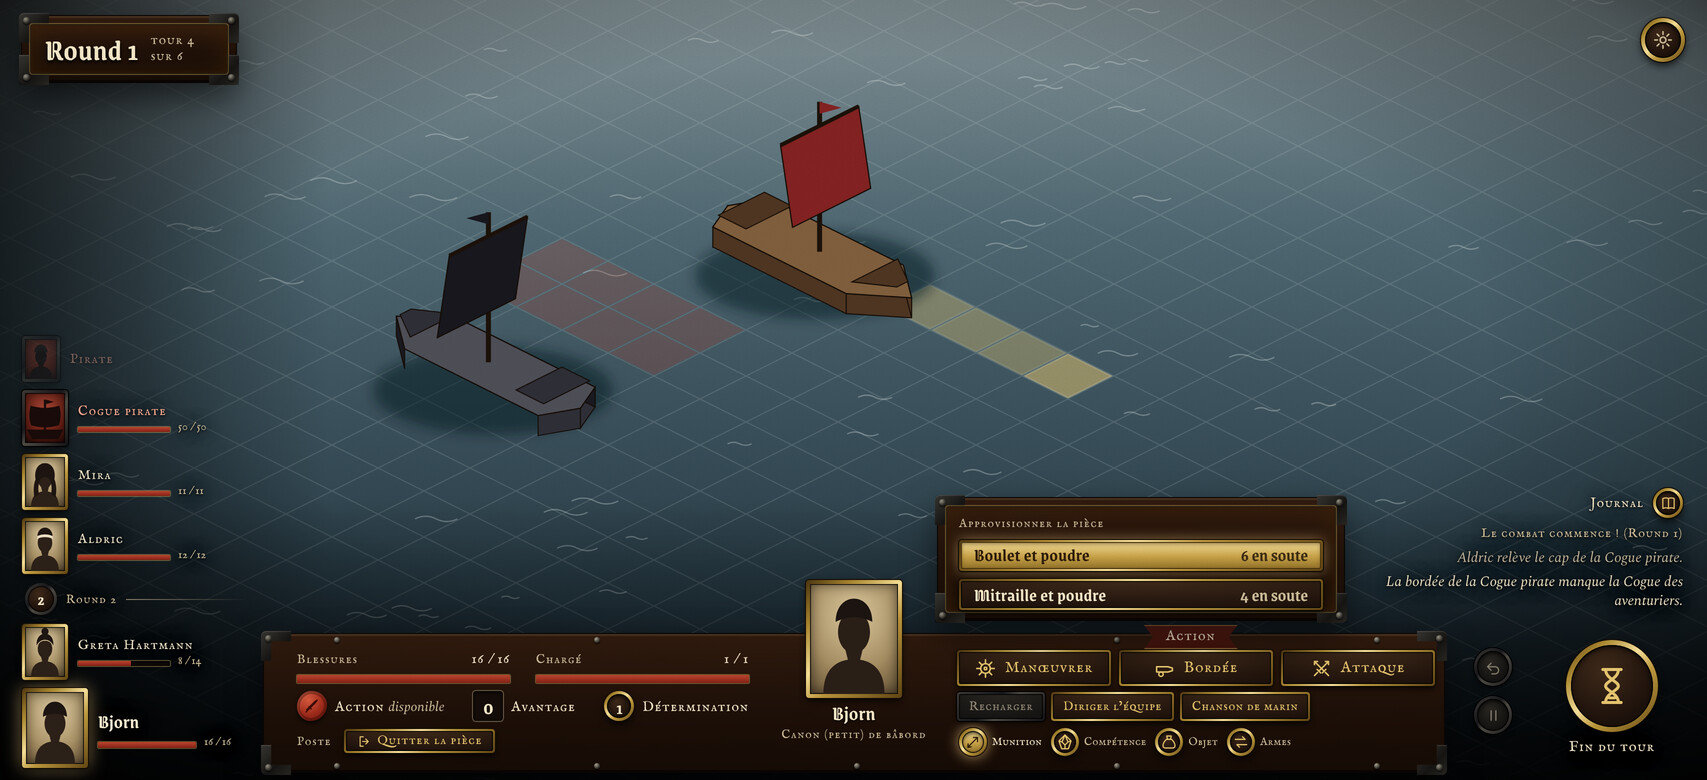 Round 1
TOUR 4
SUR 6
Pirate
Cogue pirate
50/50
Mira
11/11
Aldric
12/12
2
Round 2
Greta Hartmann
8/14
Bjorn
16/16
Blessures
16/16
Chargé
1/1
Action disponible
0
Avantage
1
Détermination
Poste
Quitter la pièce
Bjorn
Canon (petit) de bâbord
Approvisionner la pièce
Boulet et poudre
6 en soute
Mitraille et poudre
4 en soute
Action
Manœuvrer
Bordée
Attaque
Recharger
Diriger l'équipe
Chanson de marin
Munition
Compétence
Objet
Armes
Journal
Le combat commence ! (Round 1)
Aldric relève le cap de la Cogue pirate.
La bordée de la Cogue pirate manque la Cogue des
aventuriers.
Fin du tour